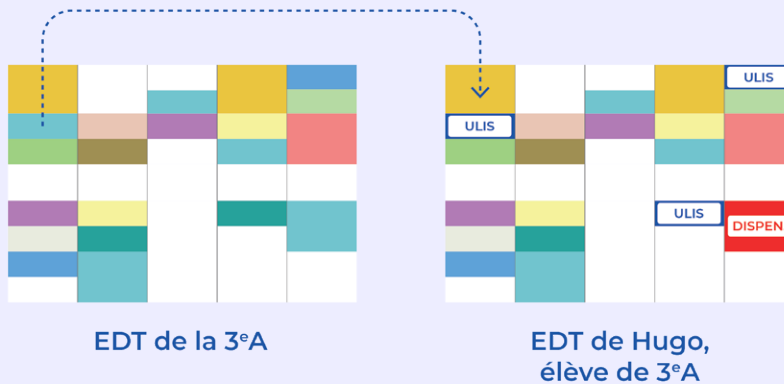 ULIS
ULIS
ULIS
DISPEN
EDT de la 3ᵉA
EDT de Hugo,
élève de 3ᵉA